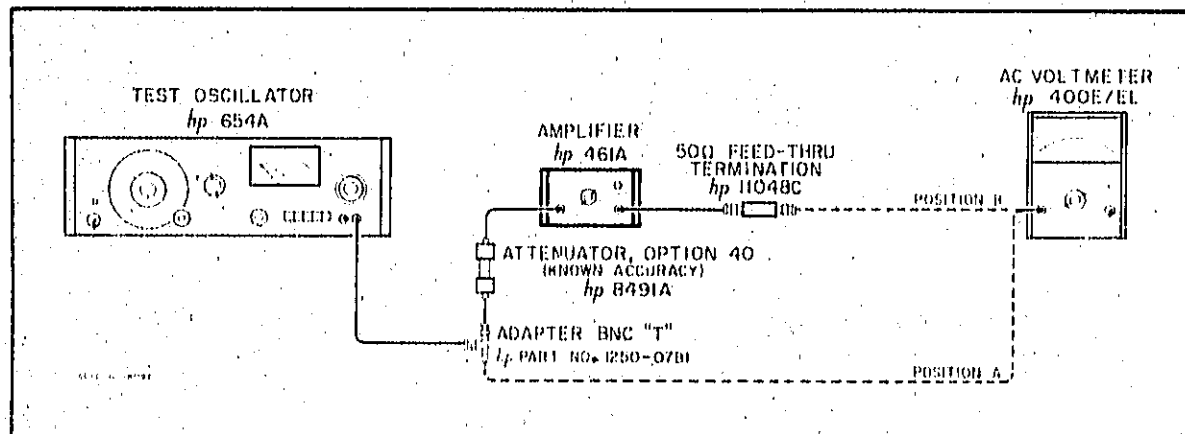 TEST OSCILLATOR
hp 654A
AMPLIFIER
hp 461A
50Ω FEED-THRU
TERMINATION
hp 11048C
AC VOLTMETER
hp 400E/EL
POSITION B
ATTENUATOR, OPTION 40
(KNOWN ACCURACY)
hp 8491A
ADAPTER BNC "T"
hp PART NO. 1250-0781
POSITION A